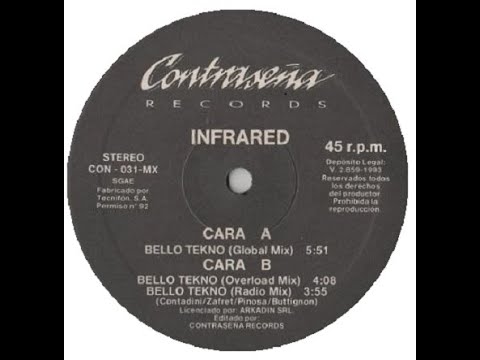 Contraseña
RECORDS
INFRARED
STEREO
CON - 031-MX
SGAE
Fabricado por
Tecnifón, S.A.
Permiso nº 92
45 r.p.m.
Depósito Legal:
V. 2.859-1993
Reservados todos
los derechos
del productor
Prohibida la
reproducción.
CARA A
BELLO TEKNO (Global Mix) 5:51
CARA B
BELLO TEKNO (Overload Mix) 4:08
BELLO TEKNO (Radio Mix) 3:55
(Contadini/Zafret/Pinosa/Buttignon)
Licenciado por: ARKADIN SRL.
Editado por:
CONTRASEÑA RECORDS